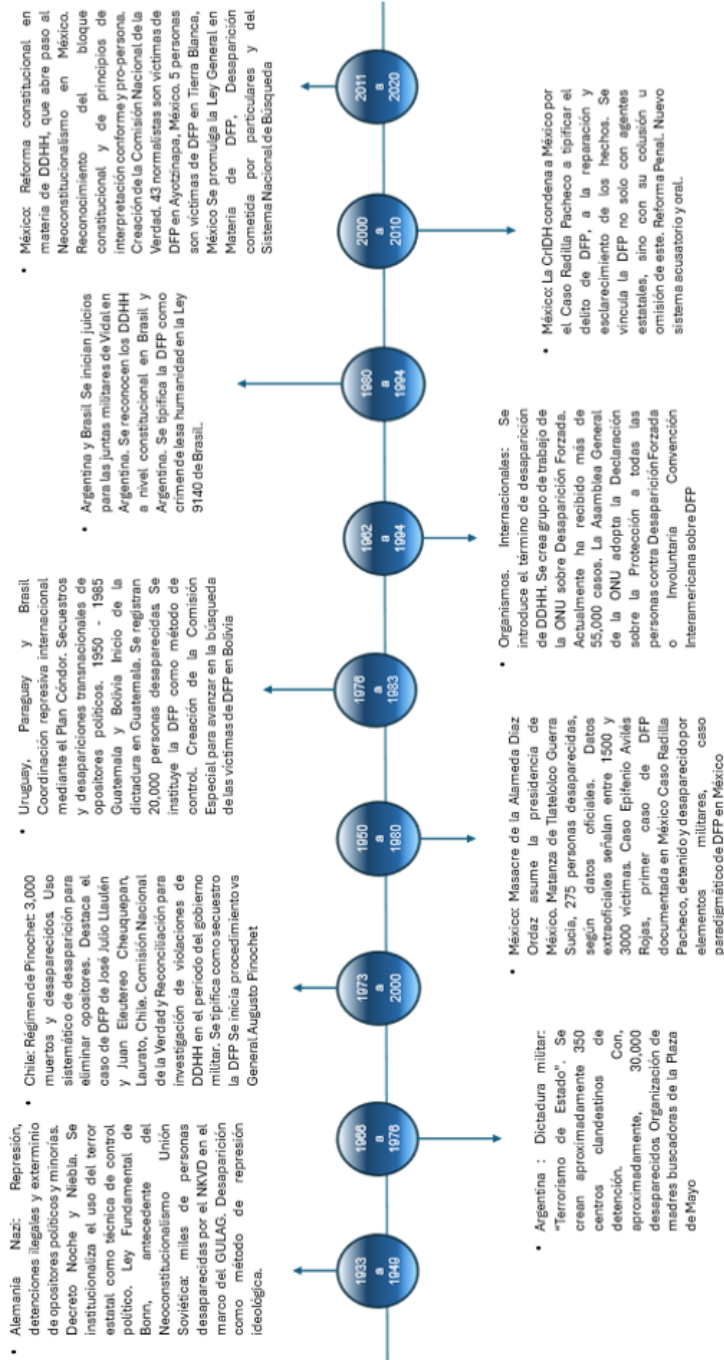 • Alemania Nazi: Represión,
detenciones ilegales y exterminio
de opositores políticos y minorías.
Decreto Noche y Niebla. Se
institucionaliza el uso del terror
estatal como técnica de control
político. Ley Fundamental de
Bonn, antecedente del
Neoconstitucionalismo Unión
Soviética: miles de personas
desaparecidas por el NKVD en el
marco del GULAG. Desaparición
como método de represión
ideológica.
1933
a
1949
1966
a
1976
• Argentina : Dictadura militar:
"Terrorismo de Estado". Se
crean aproximadamente 350
centros clandestinos de
detención. Con,
aproximadamente, 30,000
desaparecidos Organización de
madres buscadoras de la Plaza
de Mayo
• Chile: Régimen de Pinochet: 3,000
muertos y desaparecidos. Uso
sistemático de desaparición para
eliminar opositores. Destaca el
caso de DFP de José Julio Llaulén
y Juan Eleutereo Cheuquepan,
Laurato, Chile. Comisión Nacional
de la Verdad y Reconciliación para
investigación de violaciones de
DDHH en el periodo del gobierno
militar. Se tipifica como secuestro
la DFP Se inicia procedimiento vs
General Augusto Pinochet
1973
a
2000
1950
a
1980
• México: Masacre de la Alameda Diaz
Ordaz asume la presidencia de
México. Matanza de Tlatelolco Guerra
Sucia, 275 personas desaparecidas,
según datos oficiales. Datos
extraoficiales señalan entre 1500 y
3000 víctimas. Caso Epifenio Avilés
Rojas, primer caso de DFP
documentada en México Caso Radilla
Pacheco, detenido y desaparecido por
elementos militares, caso
paradigmático de DFP en México
• Uruguay, Paraguay y Brasil
Coordinación represiva internacional
mediante el Plan Cóndor. Secuestros
y desapariciones transnacionales de
opositores políticos. 1950 - 1985
Guatemala y Bolivia Inicio de la
dictadura en Guatemala. Se registran
20,000 personas desaparecidas. Se
instituye la DFP como método de
control. Creación de la Comisión
Especial para avanzar en la búsqueda
de las víctimas de DFP en Bolivia
1976
a
1983
1962
a
1994
• Organismos. Internacionales: Se
introduce el término de desaparición
de DDHH. Se crea grupo de trabajo de
la ONU sobre Desaparición Forzada.
Actualmente ha recibido más de
55,000 casos. La Asamblea General
de la ONU adopta la Declaración
sobre la Protección a todas las
personas contra Desaparición Forzada
o Involuntaria Convención
Interamericana sobre DFP
• Argentina y Brasil Se inician juicios
para las juntas militares de Vidal en
Argentina. Se reconocen los DDHH
a nivel constitucional en Brasil y
Argentina. Se tipifica la DFP como
crimen de lesa humanidad en la Ley
9140 de Brasil.
1980
a
1994
2000
a
2010
• México: La CrIDH condena a México por
el Caso Radilla Pacheco a tipificar el
delito de DFP, a la reparación y
esclarecimiento de los hechos. Se
vincula la DFP no solo con agentes
estatales, sino con su colusión u
omisión de este. Reforma Penal. Nuevo
sistema acusatorio y oral.
• México: Reforma constitucional en
materia de DDHH, que abre paso al
Neoconstitucionalismo en México.
Reconocimiento del bloque
constitucional y de principios de
interpretación conforme y pro-persona.
Creación de la Comisión Nacional de la
Verdad. 43 normalistas son víctimas de
DFP en Ayotzinapa, México. 5 personas
son víctimas de DFP en Tierra Blanca,
México Se promulga la Ley General en
Materia de DFP, Desaparición
cometida por particulares y del
Sistema Nacional de Búsqueda
2011
a
2020